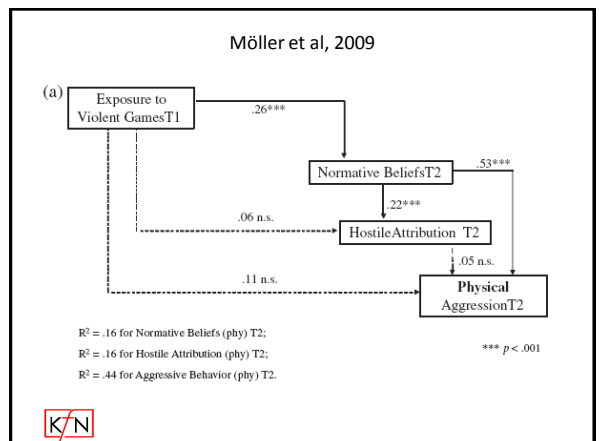 Möller et al, 2009
(a)
Exposure to
Violent GamesT1
.26***
Normative BeliefsT2
.53***
.22***
.06 n.s.
HostileAttribution T2
.05 n.s.
.11 n.s.
Physical
AggressionT2
R² = .16 for Normative Beliefs (phy) T2;
R² = .16 for Hostile Attribution (phy) T2;
*** p < .001
R² = .44 for Aggressive Behavior (phy) T2.
KFN